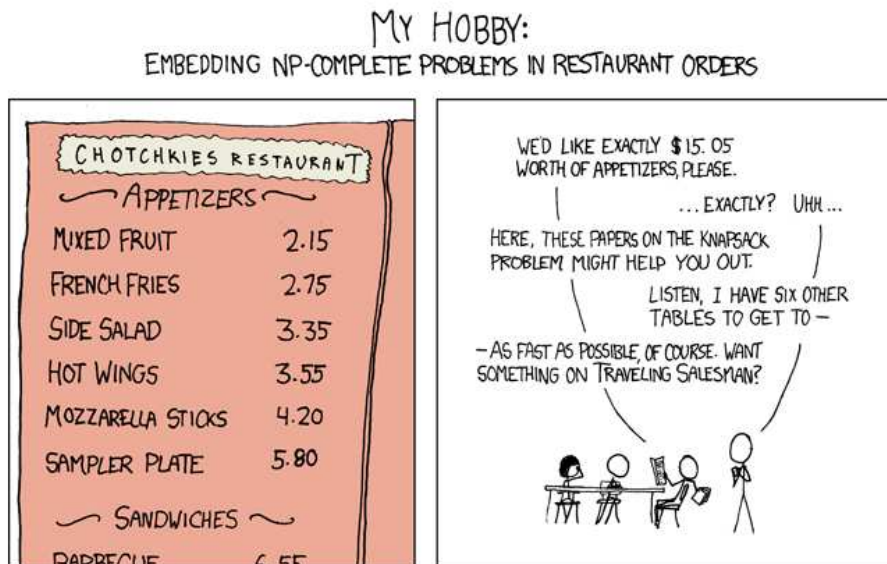 MY HOBBY:
EMBEDDING NP-COMPLETE PROBLEMS IN RESTAURANT ORDERS
CHOTCHKIES RESTAURANT
APPETIZERS
MIXED FRUIT 2.15
FRENCH FRIES 2.75
SIDE SALAD 3.35
HOT WINGS 3.55
MOZZARELLA STICKS 4.20
SAMPLER PLATE 5.80
SANDWICHES
BARBECUE 6.55
WE'D LIKE EXACTLY $15.05
WORTH OF APPETIZERS, PLEASE.
...EXACTLY? UHH...
HERE, THESE PAPERS ON THE KNAPSACK
PROBLEM MIGHT HELP YOU OUT.
LISTEN, I HAVE SIX OTHER
TABLES TO GET TO —
— AS FAST AS POSSIBLE, OF COURSE. WANT
SOMETHING ON TRAVELING SALESMAN?